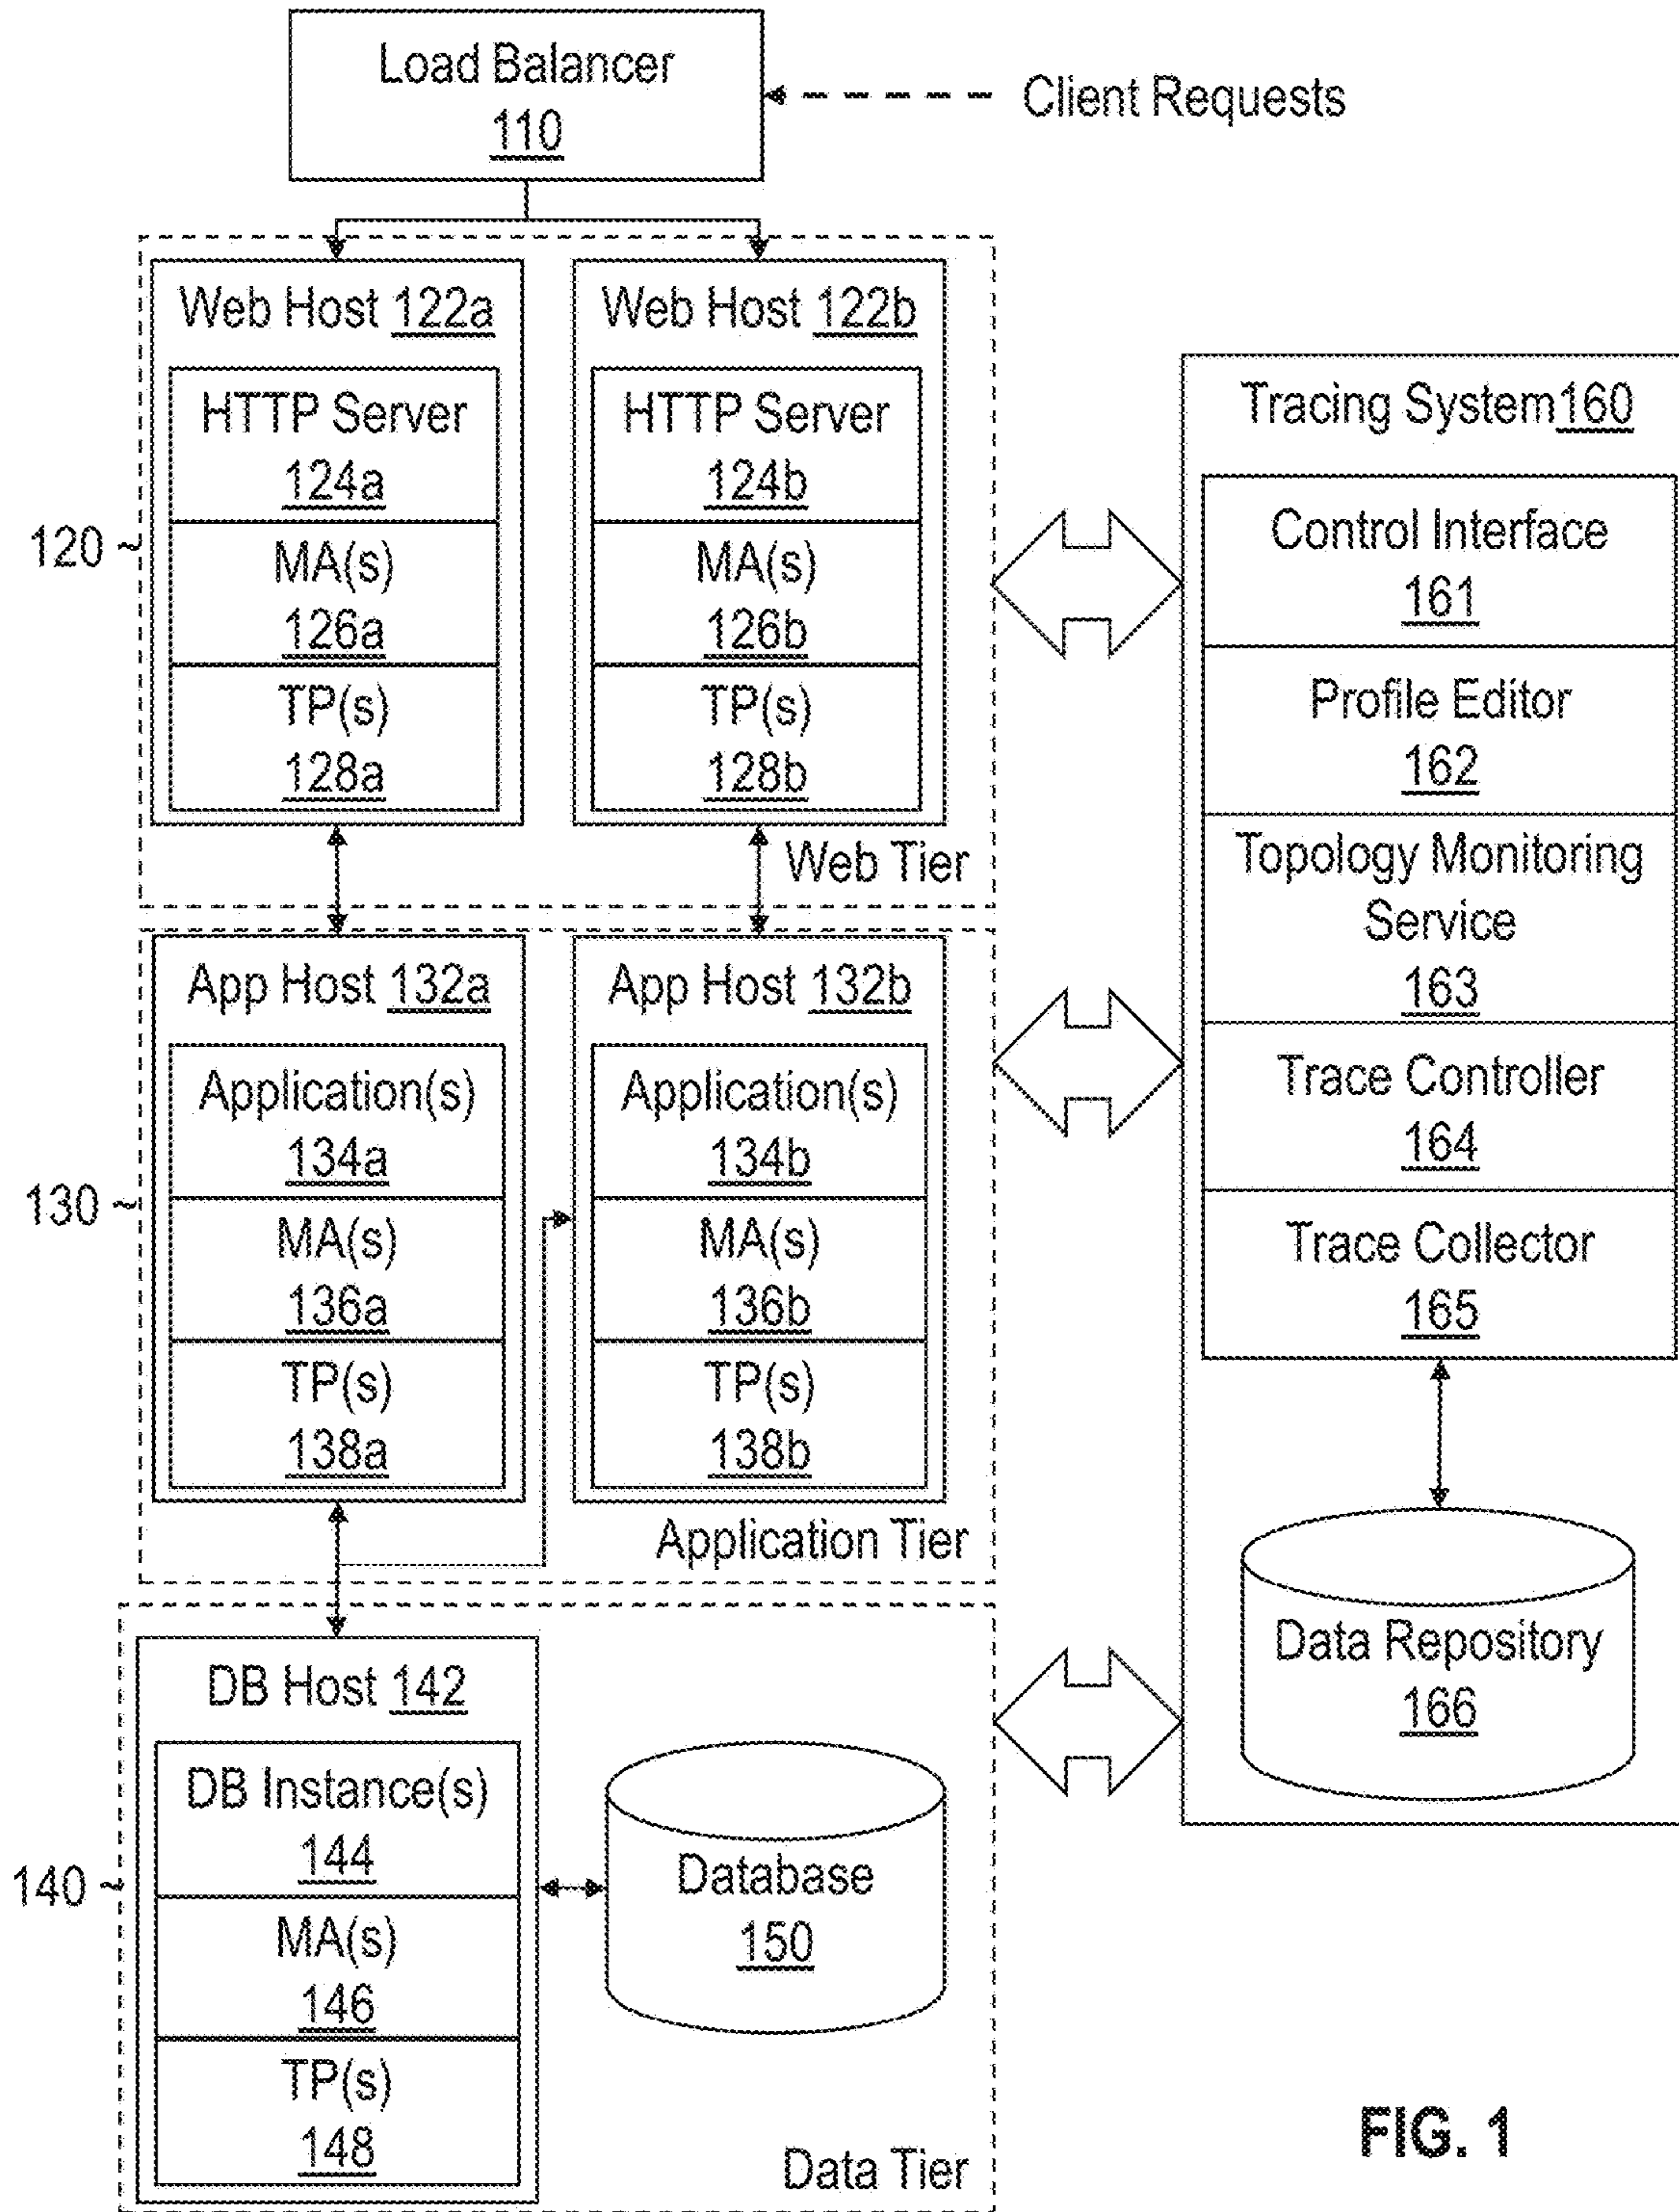 Load Balancer
110
Client Requests
Web Host 122a
HTTP Server
124a
MA(s)
126a
TP(s)
128a
Web Host 122b
HTTP Server
124b
MA(s)
126b
TP(s)
128b
120 ~
Web Tier
App Host 132a
Application(s)
134a
MA(s)
136a
TP(s)
138a
App Host 132b
Application(s)
134b
MA(s)
136b
TP(s)
138b
130 ~
Application Tier
DB Host 142
DB Instance(s)
144
MA(s)
146
TP(s)
148
Database
150
140 ~
Data Tier
Tracing System160
Control Interface
161
Profile Editor
162
Topology Monitoring
Service
163
Trace Controller
164
Trace Collector
165
Data Repository
166
FIG. 1